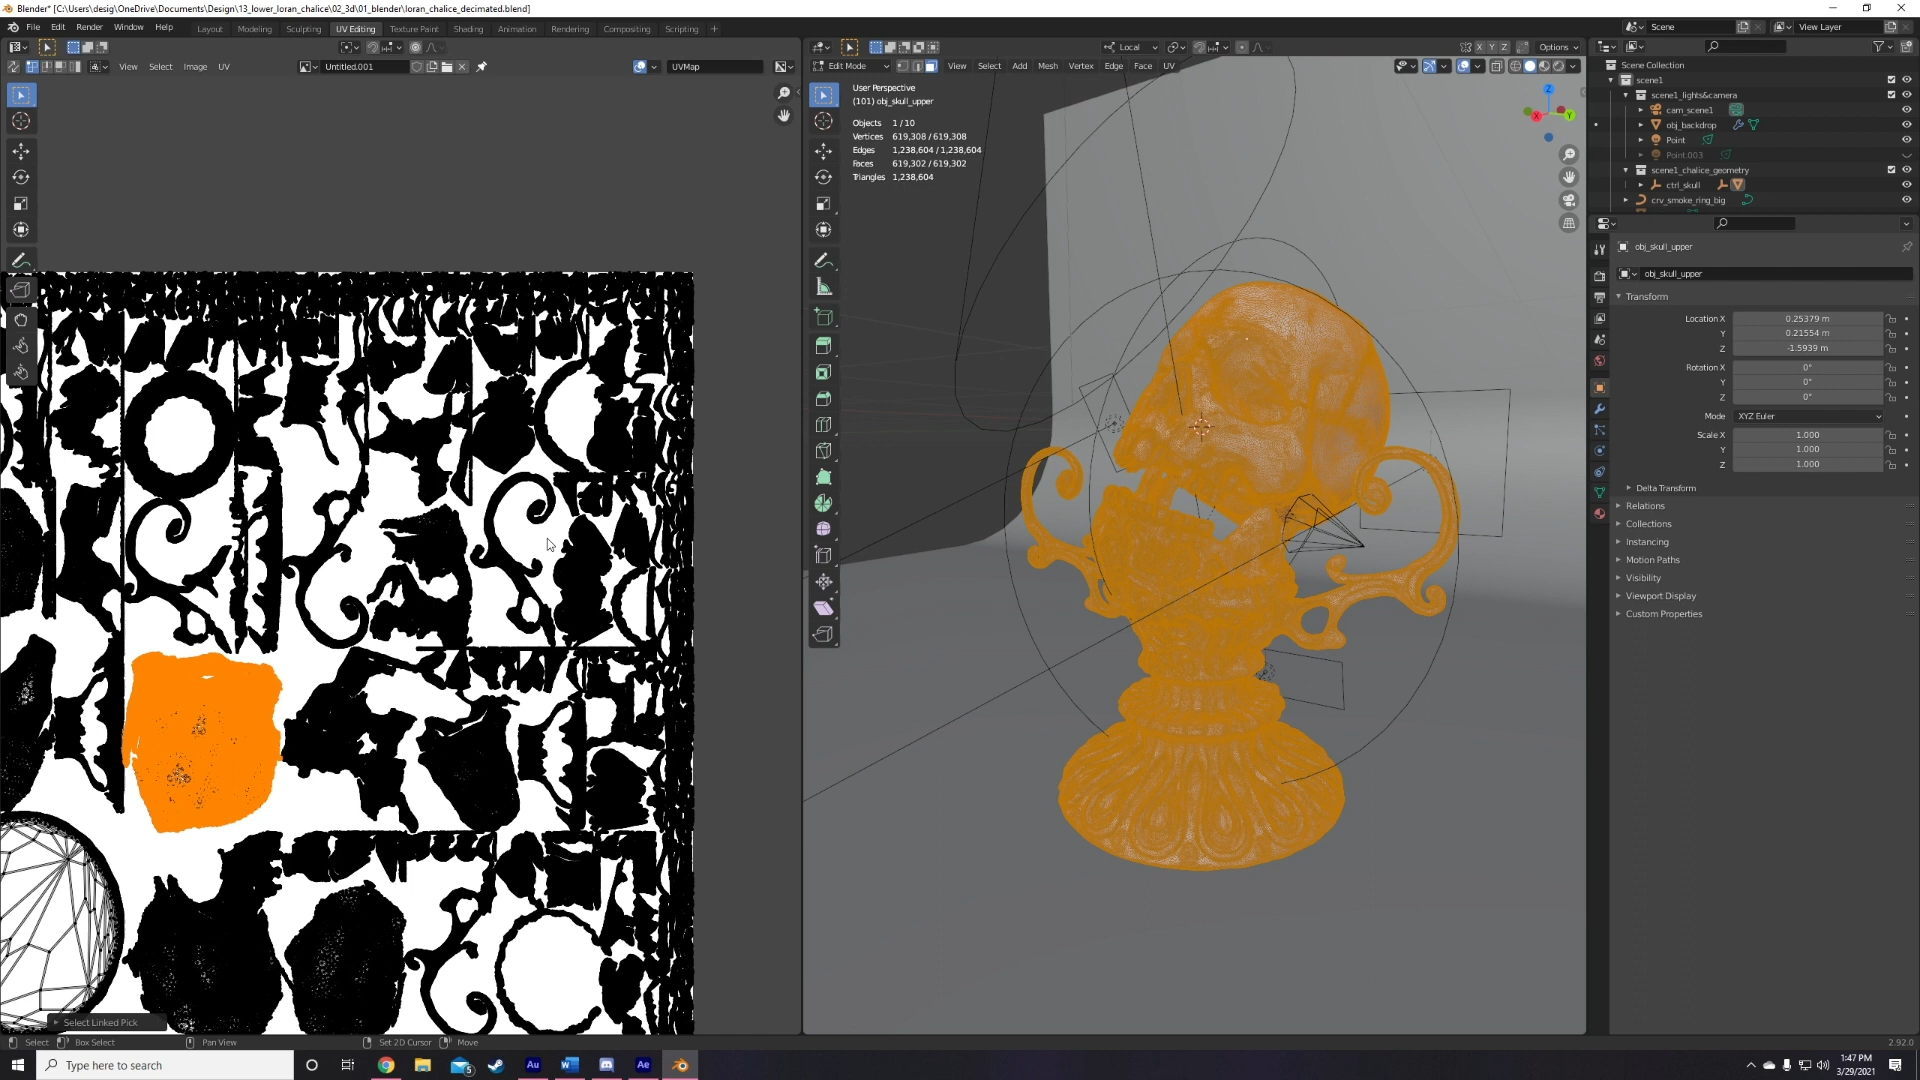 Blender* [C:\Users\desig\OneDrive\Documents\Design\13_lower_loran_chalice\02_3d\01_blender\loran_chalice_decimated.blend]
File Edit Render Window Help
Layout Modeling Sculpting UV Editing Texture Paint Shading Animation Rendering Compositing Scripting +
Scene
View Layer
View Select Image UV
Untitled.001
UVMap
Local
X Y Z
Options
Edit Mode
View Select Add Mesh Vertex Edge Face UV
User Perspective
(101) obj_skull_upper
Objects 1 / 10
Vertices 619,308 / 619,308
Edges 1,238,604 / 1,238,604
Faces 619,302 / 619,302
Triangles 1,238,604
Z
X
Y
Scene Collection
scene1
scene1_lights&camera
cam_scene1
obj_backdrop
Point
Point.003
scene1_chalice_geometry
ctrl_skull
crv_smoke_ring_big
obj_skull_upper
obj_skull_upper
Transform
Location X 0.25379 m
Y 0.21554 m
Z -1.5939 m
Rotation X 0°
Y 0°
Z 0°
Mode XYZ Euler
Scale X 1.000
Y 1.000
Z 1.000
Delta Transform
Relations
Collections
Instancing
Motion Paths
Visibility
Viewport Display
Custom Properties
Select Linked Pick
Select
Box Select
Pan View
Set 2D Cursor
Move
2.92.0
Type here to search
5
Au
Ae
1:47 PM
3/29/2021